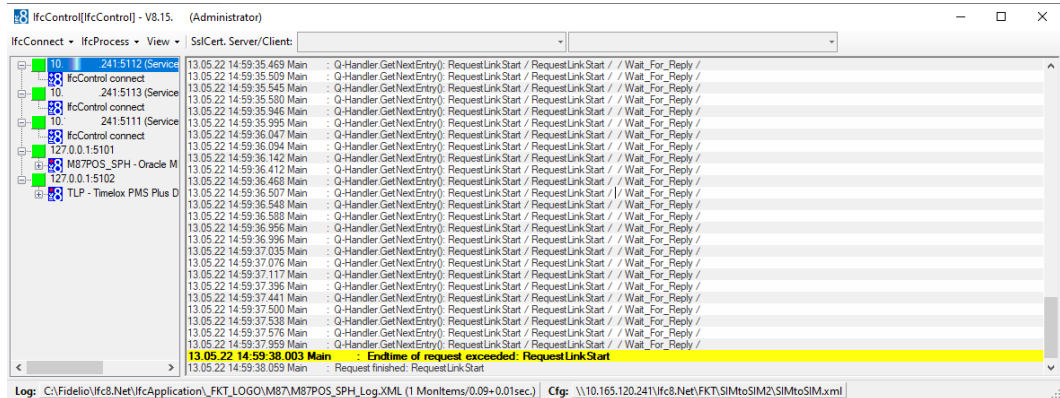 IfcControl[IfcControl] - V8.15. (Administrator)
IfcConnect IfcProcess View SslCert. Server/Client:
10. .241:5112 (Service
IfcControl connect
10. .241:5113 (Service
IfcControl connect
10. 241:5111 (Service
IfcControl connect
127.0.0.1:5101
M87POS_SPH - Oracle M
127.0.0.1:5102
TLP - Timelox PMS Plus D
13.05.22 14:59:35.469 Main : Q-Handler.GetNextEntry(): RequestLinkStart / RequestLinkStart / / Wait_For_Reply /
13.05.22 14:59:35.509 Main : Q-Handler.GetNextEntry(): RequestLinkStart / RequestLinkStart / / Wait_For_Reply /
13.05.22 14:59:35.545 Main : Q-Handler.GetNextEntry(): RequestLinkStart / RequestLinkStart / / Wait_For_Reply /
13.05.22 14:59:35.580 Main : Q-Handler.GetNextEntry(): RequestLinkStart / RequestLinkStart / / Wait_For_Reply /
13.05.22 14:59:35.946 Main : Q-Handler.GetNextEntry(): RequestLinkStart / RequestLinkStart / / Wait_For_Reply /
13.05.22 14:59:35.995 Main : Q-Handler.GetNextEntry(): RequestLinkStart / RequestLinkStart / / Wait_For_Reply /
13.05.22 14:59:36.047 Main : Q-Handler.GetNextEntry(): RequestLinkStart / RequestLinkStart / / Wait_For_Reply /
13.05.22 14:59:36.094 Main : Q-Handler.GetNextEntry(): RequestLinkStart / RequestLinkStart / / Wait_For_Reply /
13.05.22 14:59:36.142 Main : Q-Handler.GetNextEntry(): RequestLinkStart / RequestLinkStart / / Wait_For_Reply /
13.05.22 14:59:36.412 Main : Q-Handler.GetNextEntry(): RequestLinkStart / RequestLinkStart / / Wait_For_Reply /
13.05.22 14:59:36.468 Main : Q-Handler.GetNextEntry(): RequestLinkStart / RequestLinkStart / / Wait_For_Reply /
13.05.22 14:59:36.507 Main : Q-Handler.GetNextEntry(): RequestLinkStart / RequestLinkStart / / Wait_For_Reply /
13.05.22 14:59:36.548 Main : Q-Handler.GetNextEntry(): RequestLinkStart / RequestLinkStart / / Wait_For_Reply /
13.05.22 14:59:36.588 Main : Q-Handler.GetNextEntry(): RequestLinkStart / RequestLinkStart / / Wait_For_Reply /
13.05.22 14:59:36.956 Main : Q-Handler.GetNextEntry(): RequestLinkStart / RequestLinkStart / / Wait_For_Reply /
13.05.22 14:59:36.996 Main : Q-Handler.GetNextEntry(): RequestLinkStart / RequestLinkStart / / Wait_For_Reply /
13.05.22 14:59:37.035 Main : Q-Handler.GetNextEntry(): RequestLinkStart / RequestLinkStart / / Wait_For_Reply /
13.05.22 14:59:37.076 Main : Q-Handler.GetNextEntry(): RequestLinkStart / RequestLinkStart / / Wait_For_Reply /
13.05.22 14:59:37.117 Main : Q-Handler.GetNextEntry(): RequestLinkStart / RequestLinkStart / / Wait_For_Reply /
13.05.22 14:59:37.396 Main : Q-Handler.GetNextEntry(): RequestLinkStart / RequestLinkStart / / Wait_For_Reply /
13.05.22 14:59:37.441 Main : Q-Handler.GetNextEntry(): RequestLinkStart / RequestLinkStart / / Wait_For_Reply /
13.05.22 14:59:37.500 Main : Q-Handler.GetNextEntry(): RequestLinkStart / RequestLinkStart / / Wait_For_Reply /
13.05.22 14:59:37.538 Main : Q-Handler.GetNextEntry(): RequestLinkStart / RequestLinkStart / / Wait_For_Reply /
13.05.22 14:59:37.576 Main : Q-Handler.GetNextEntry(): RequestLinkStart / RequestLinkStart / / Wait_For_Reply /
13.05.22 14:59:37.959 Main : Q-Handler.GetNextEntry(): RequestLinkStart / RequestLinkStart / / Wait_For_Reply /
13.05.22 14:59:38.003 Main : Endtime of request exceeded: RequestLinkStart
13.05.22 14:59:38.059 Main : Request finished: RequestLinkStart
Log: C:\Fidelio\Ifc8.Net\IfcApplication\_FKT_LOGO\M87\M87POS_SPH_Log.XML (1 MonItems/0.09+0.01sec.) Cfg: \\10.165.120.241\Ifc8.Net\FKT\SIMtoSIM2\SIMtoSIM.xml